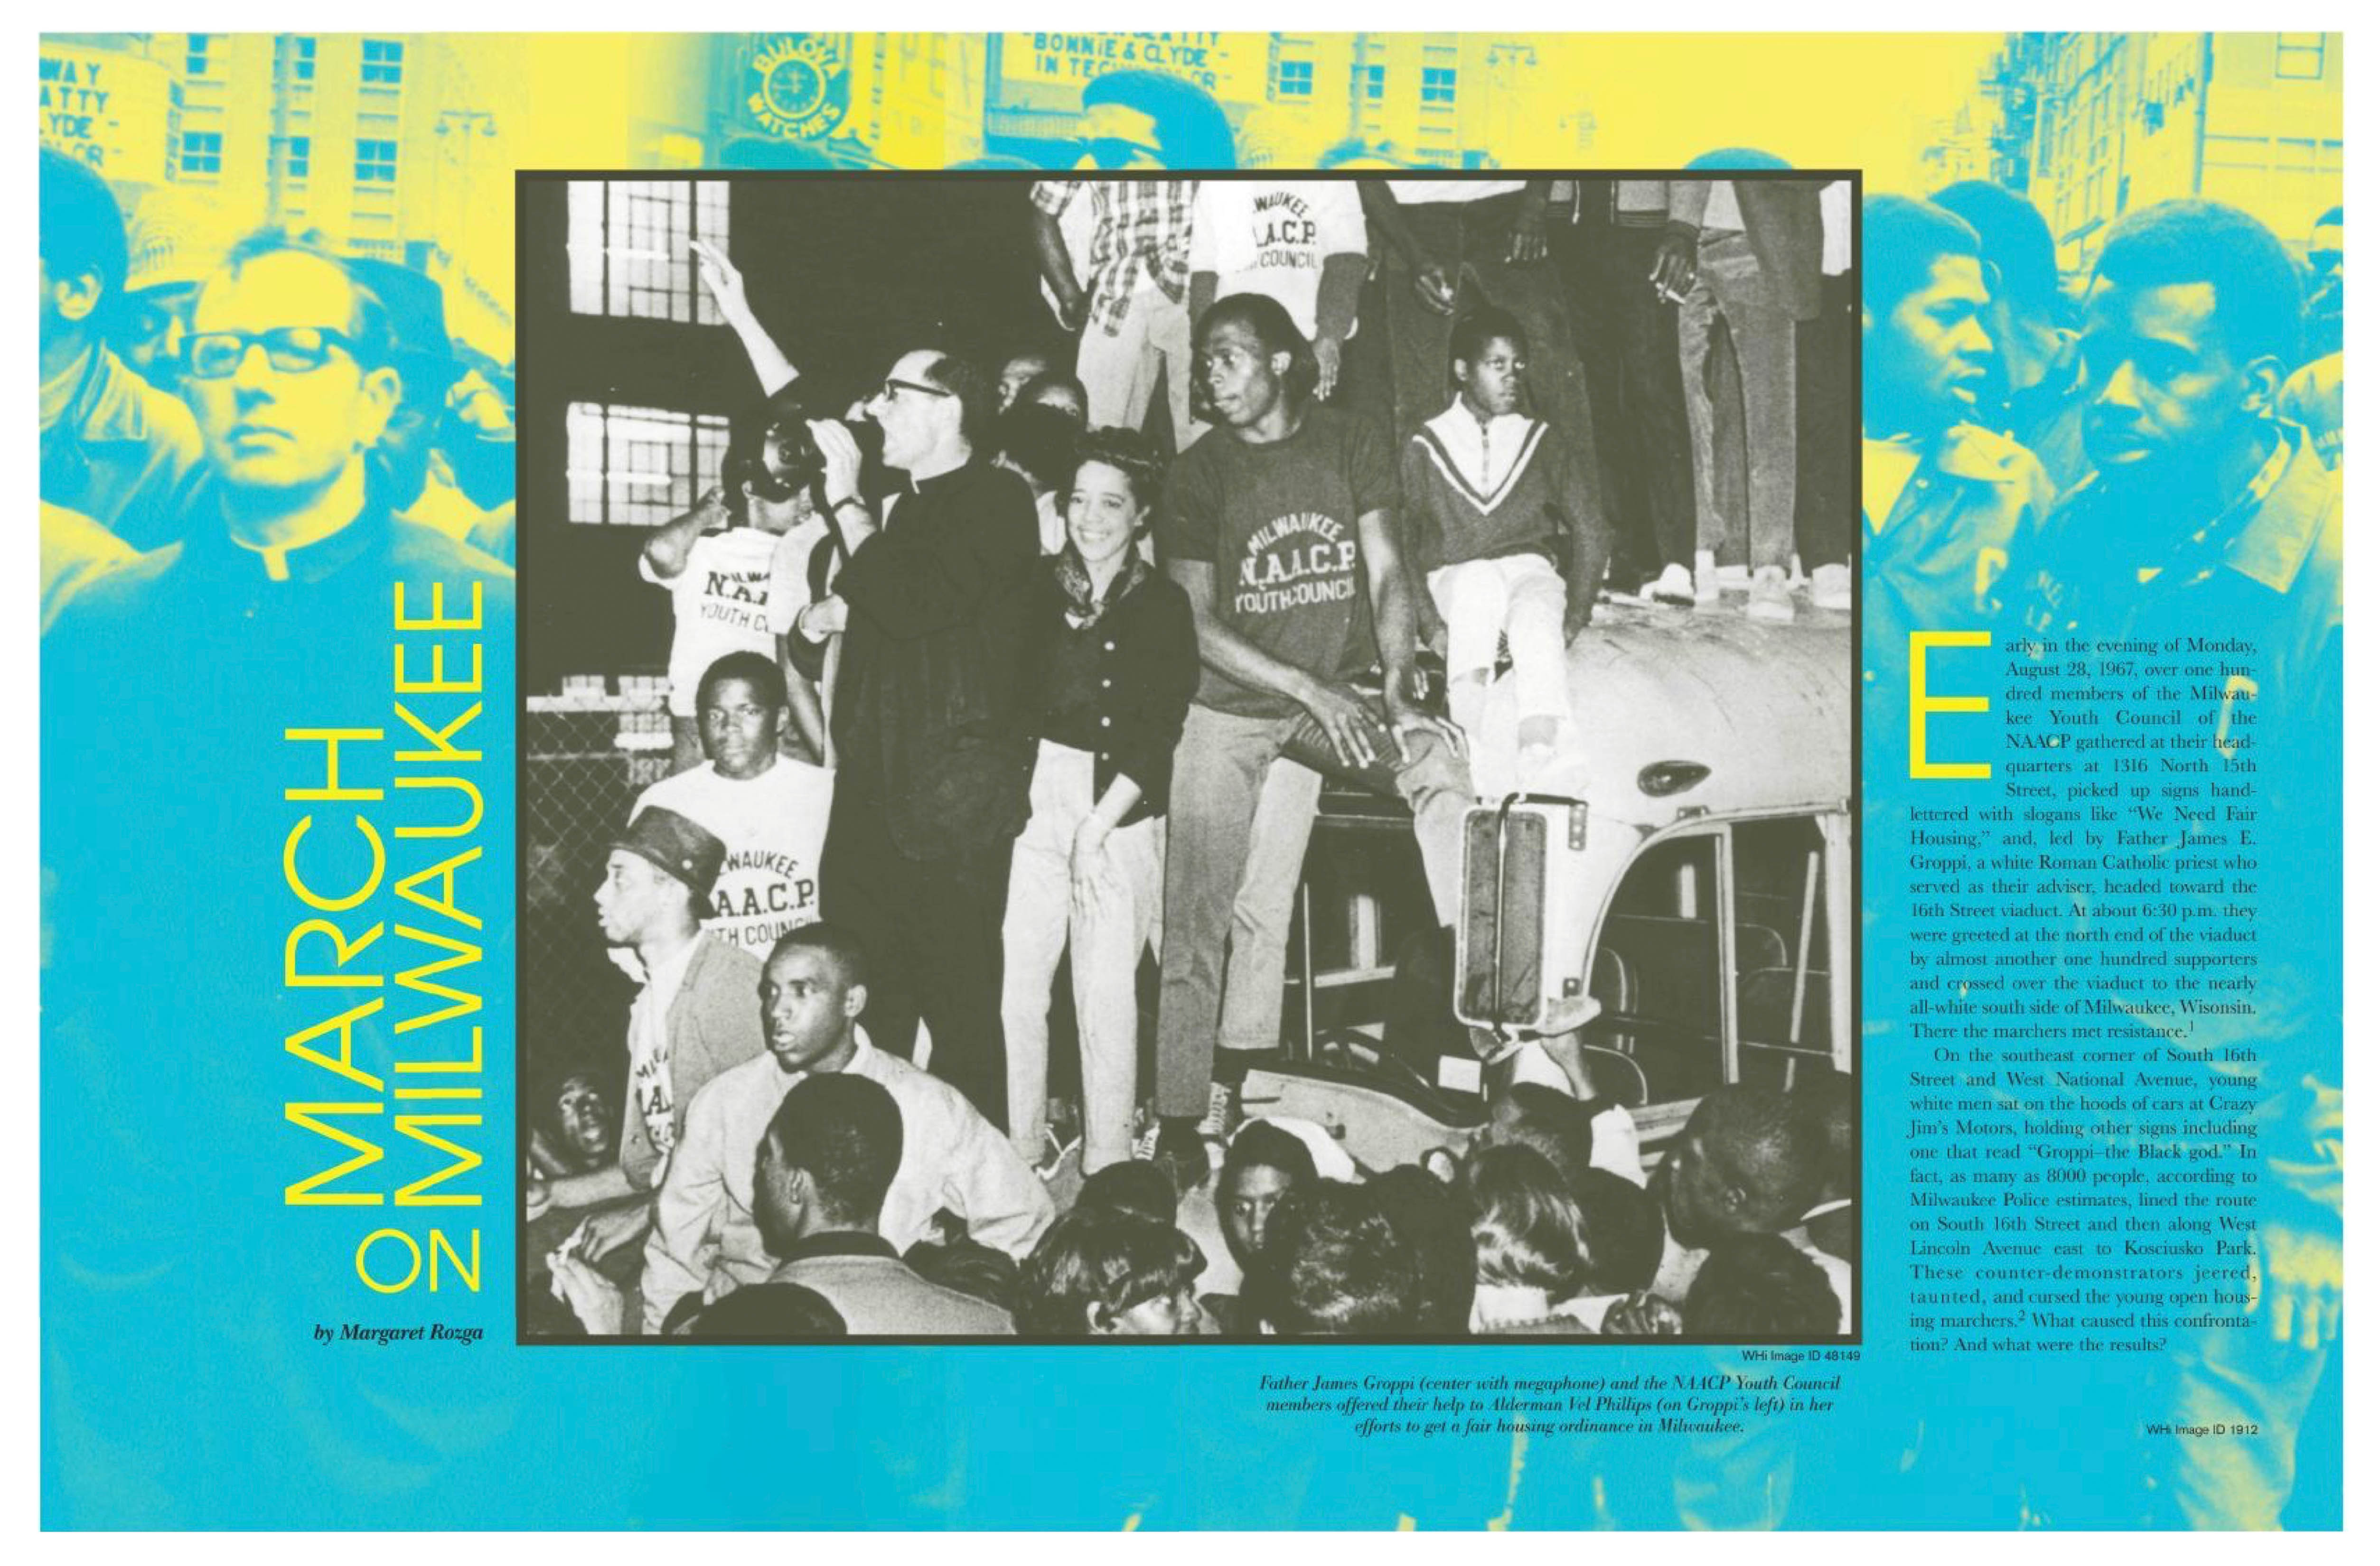 WAY
ATTY
YDE -
OR -
BULOVA
WATCHES
- BONNIE & CLYDE -
MARCH
ON MILWAUKEE
by Margaret Rozga
WAUKEE
A.C.P.
COUNCIL
N.A.A
YOUTH C
MILWAUKEE
N.A.A.C.P.
YOUTH COUNCIL
WAUKEE
A.A.C.P.
TH COUNC
WHi Image ID 48149
Father James Groppi (center with megaphone) and the NAACP Youth Council
members offered their help to Alderman Vel Phillips (on Groppi's left) in her
efforts to get a fair housing ordinance in Milwaukee.
Early in the evening of Monday,
August 28, 1967, over one hun-
dred members of the Milwau-
kee Youth Council of the
NAACP gathered at their head-
quarters at 1316 North 15th
Street, picked up signs hand-
lettered with slogans like “We Need Fair
Housing,” and, led by Father James E.
Groppi, a white Roman Catholic priest who
served as their adviser, headed toward the
16th Street viaduct. At about 6:30 p.m. they
were greeted at the north end of the viaduct
by almost another one hundred supporters
and crossed over the viaduct to the nearly
all-white south side of Milwaukee, Wisonsin.
There the marchers met resistance.1
On the southeast corner of South 16th
Street and West National Avenue, young
white men sat on the hoods of cars at Crazy
Jim's Motors, holding other signs including
one that read “Groppi–the Black god.” In
fact, as many as 8000 people, according to
Milwaukee Police estimates, lined the route
on South 16th Street and then along West
Lincoln Avenue east to Kosciusko Park.
These counter-demonstrators jeered,
taunted, and cursed the young open hous-
ing marchers.2 What caused this confronta-
tion? And what were the results?
WHi Image ID 1912